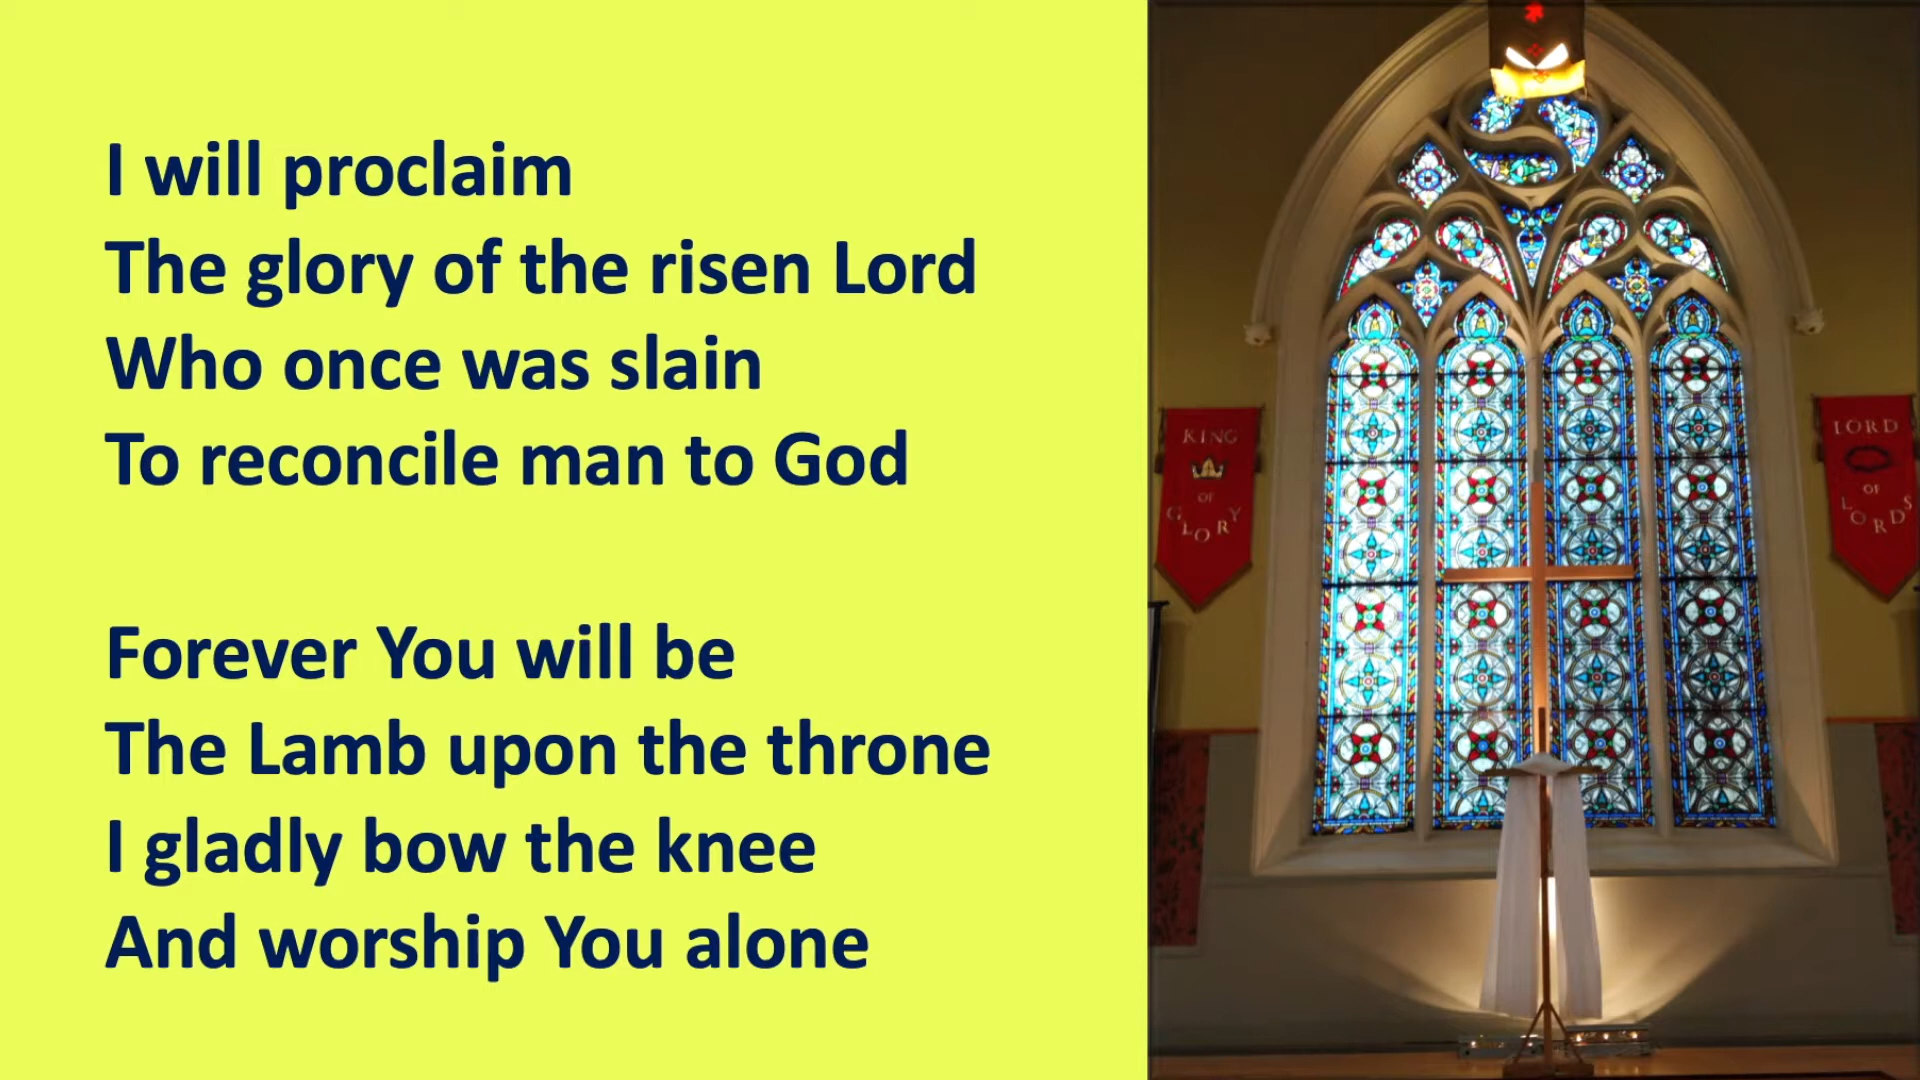 I will proclaim
The glory of the risen Lord
Who once was slain
To reconcile man to God
Forever You will be
The Lamb upon the throne
I gladly bow the knee
And worship You alone
KING
OF
GLORY
LORD
OF
LORDS